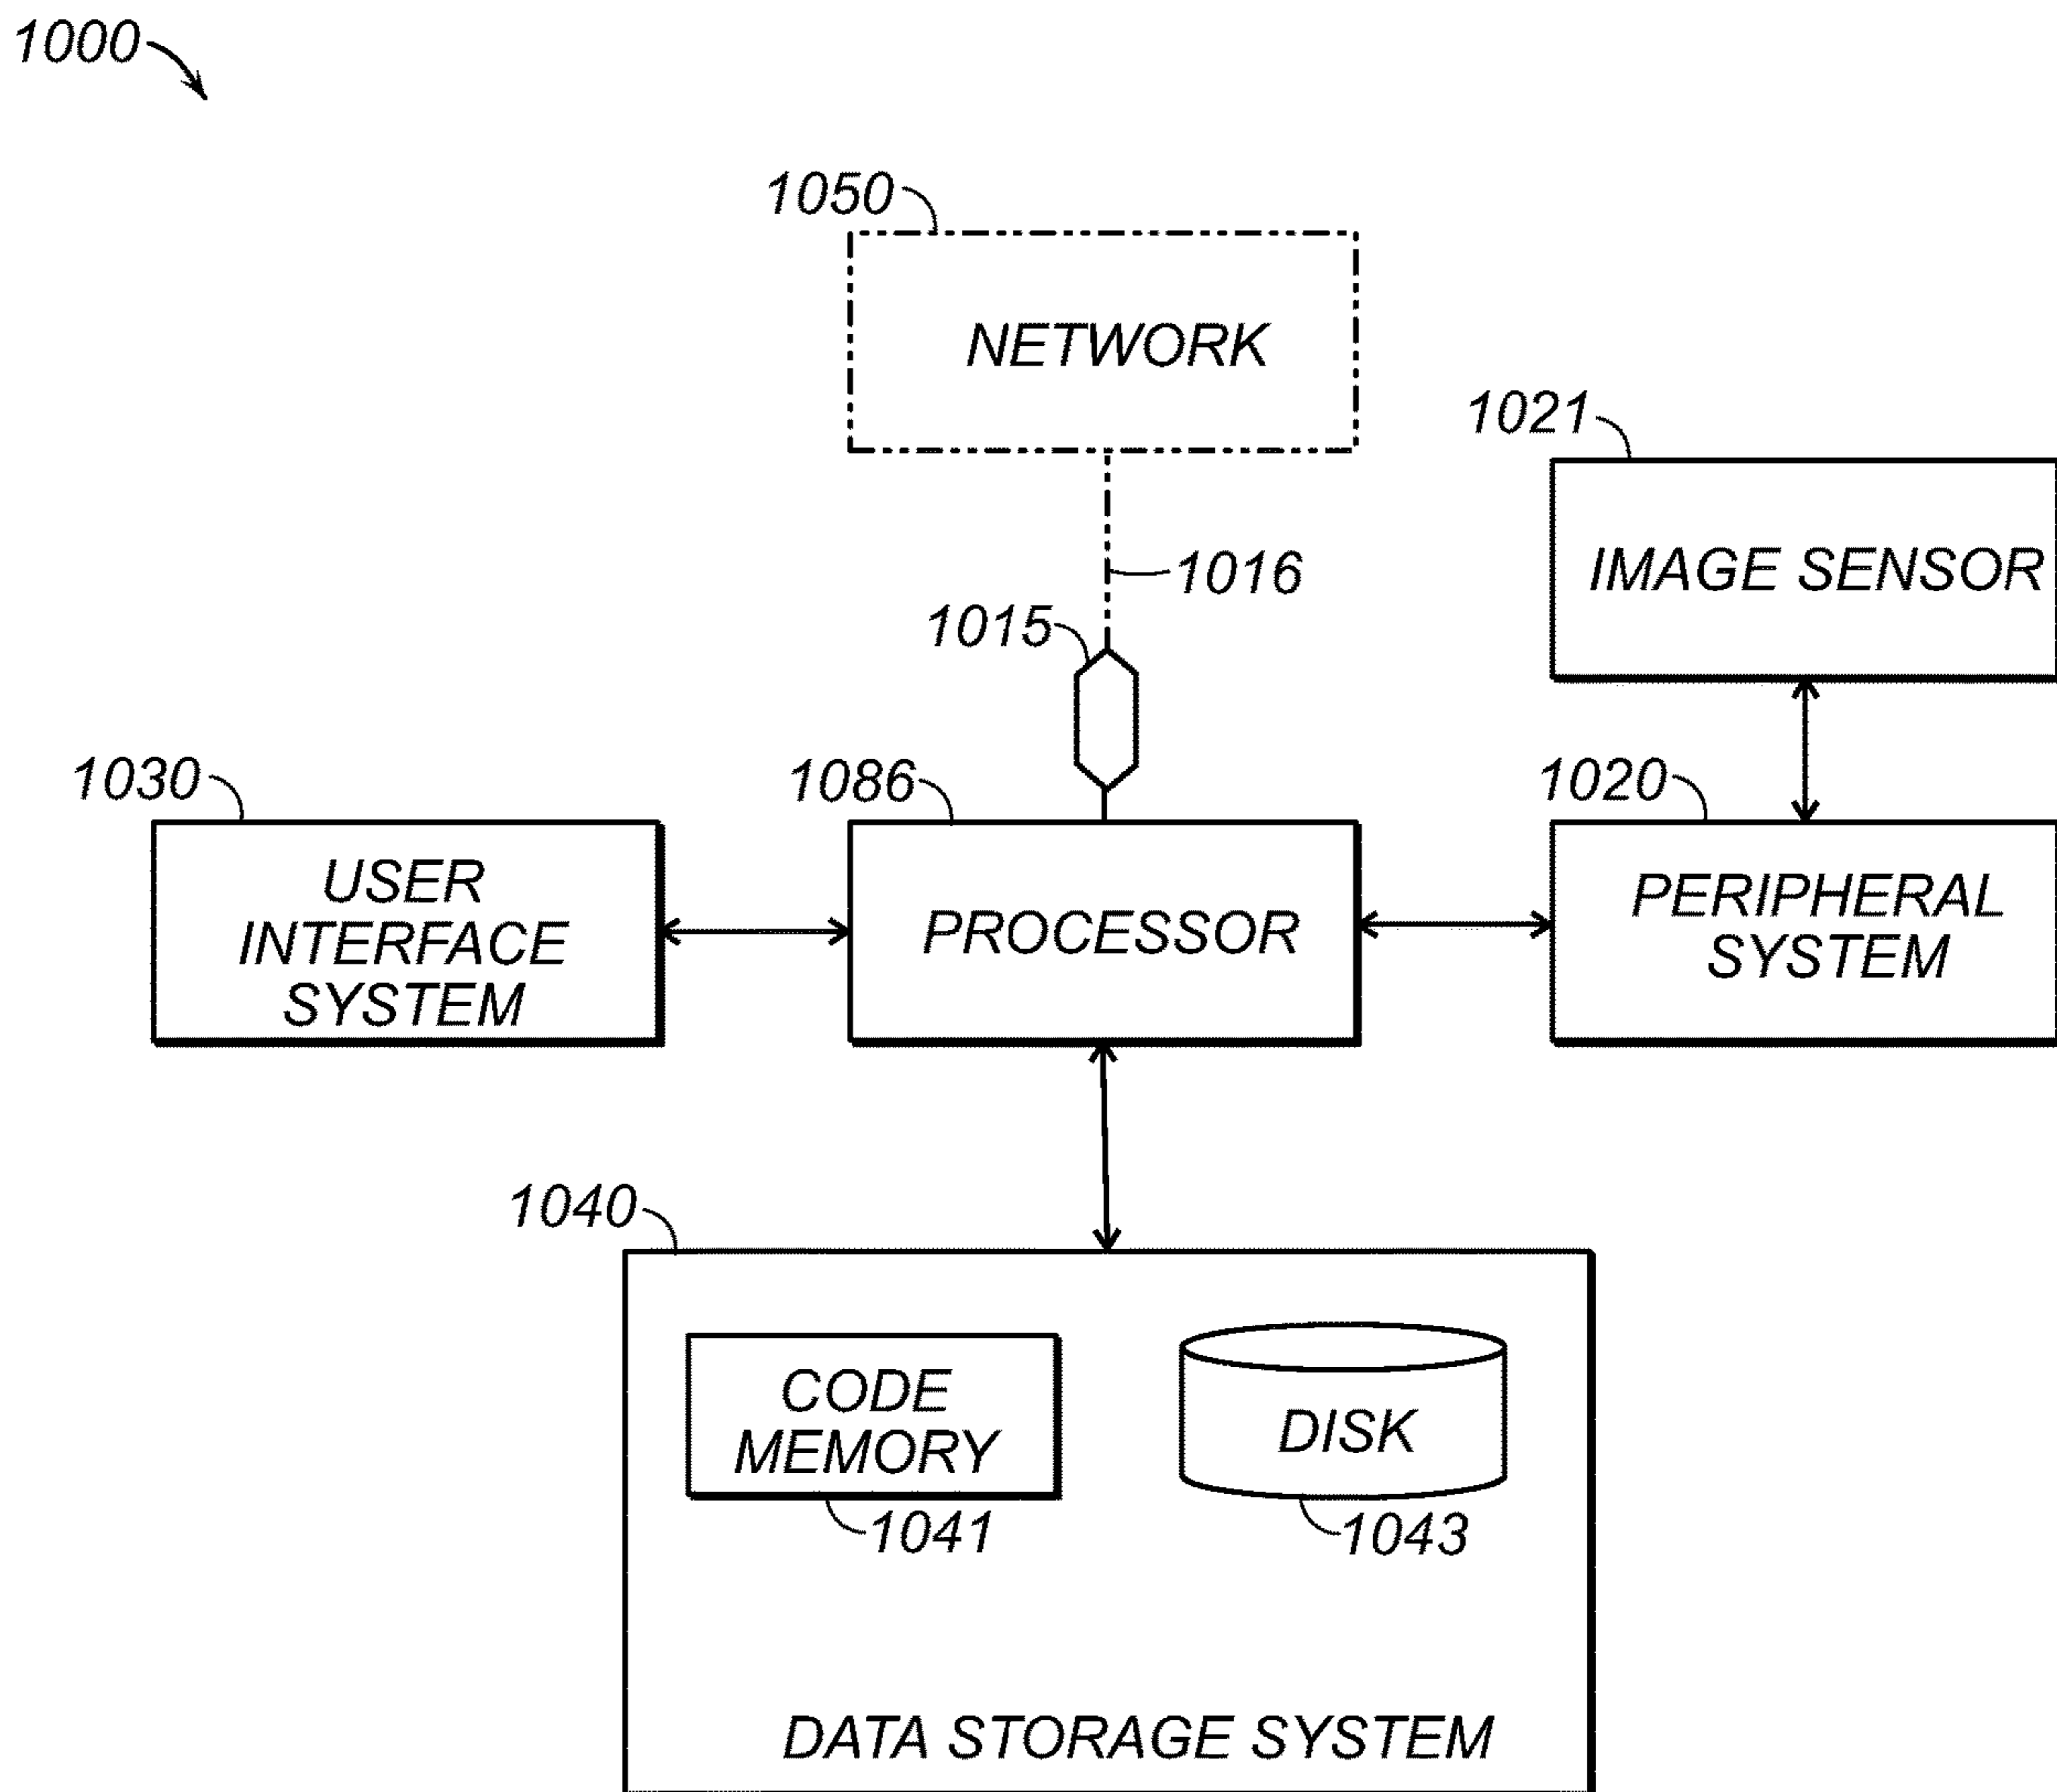 1000
1050
NETWORK
1021
IMAGE SENSOR
1016
1015
1030
USER
INTERFACE
SYSTEM
1086
PROCESSOR
1020
PERIPHERAL
SYSTEM
1040
CODE
MEMORY
1041
DISK
1043
DATA STORAGE SYSTEM